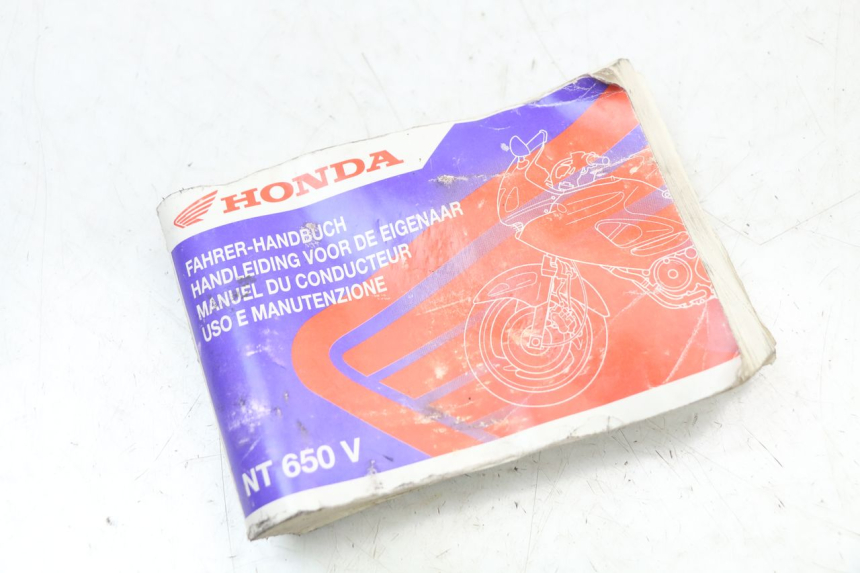 HONDA
FAHRER-HANDBUCH
HANDLEIDING VOOR DE EIGENAAR
MANUEL DU CONDUCTEUR
USO E MANUTENZIONE
NT 650 V